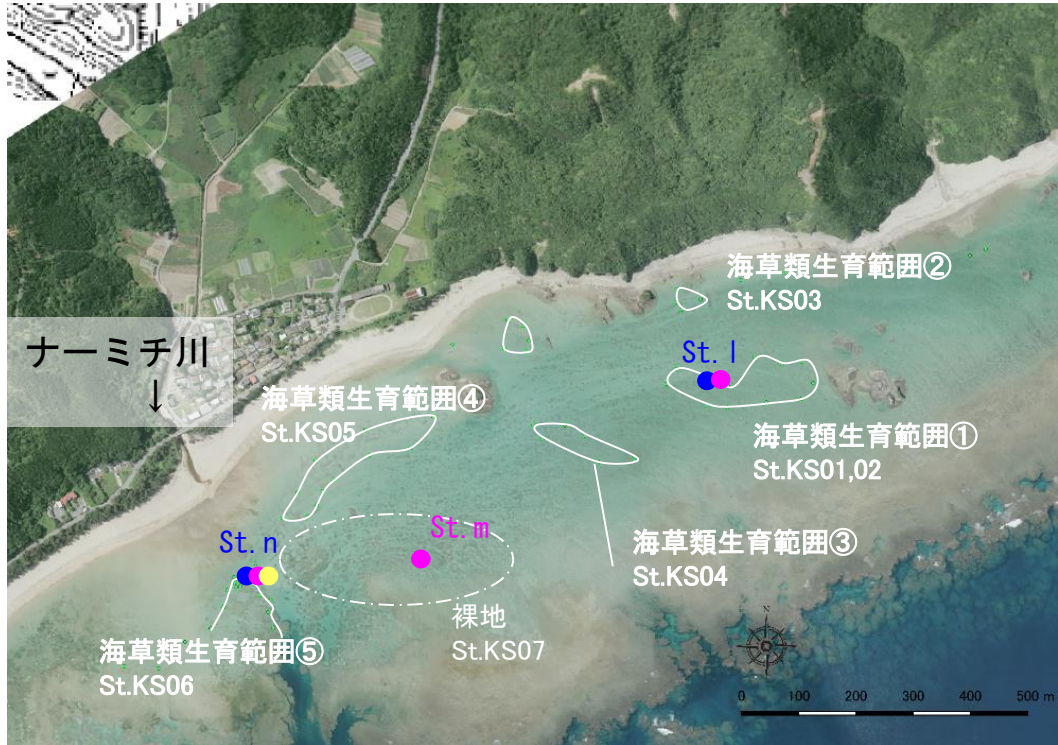 海草類生育範囲②
St.KS03
ナーミチ川
↓
St.l
海草類生育範囲④
St.KS05
海草類生育範囲①
St.KS01,02
St.m
St.n
海草類生育範囲③
St.KS04
裸地
St.KS07
海草類生育範囲⑤
St.KS06
N
0 100 200 300 400 500 m